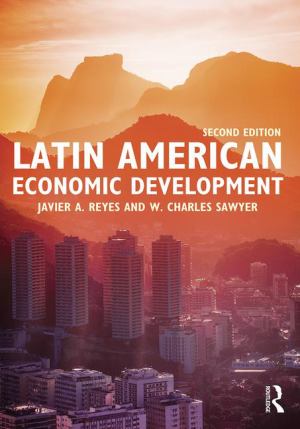 SECOND EDITION
LATIN AMERICAN
ECONOMIC DEVELOPMENT
JAVIER A. REYES AND W. CHARLES SAWYER
R
ROUTLEDGE